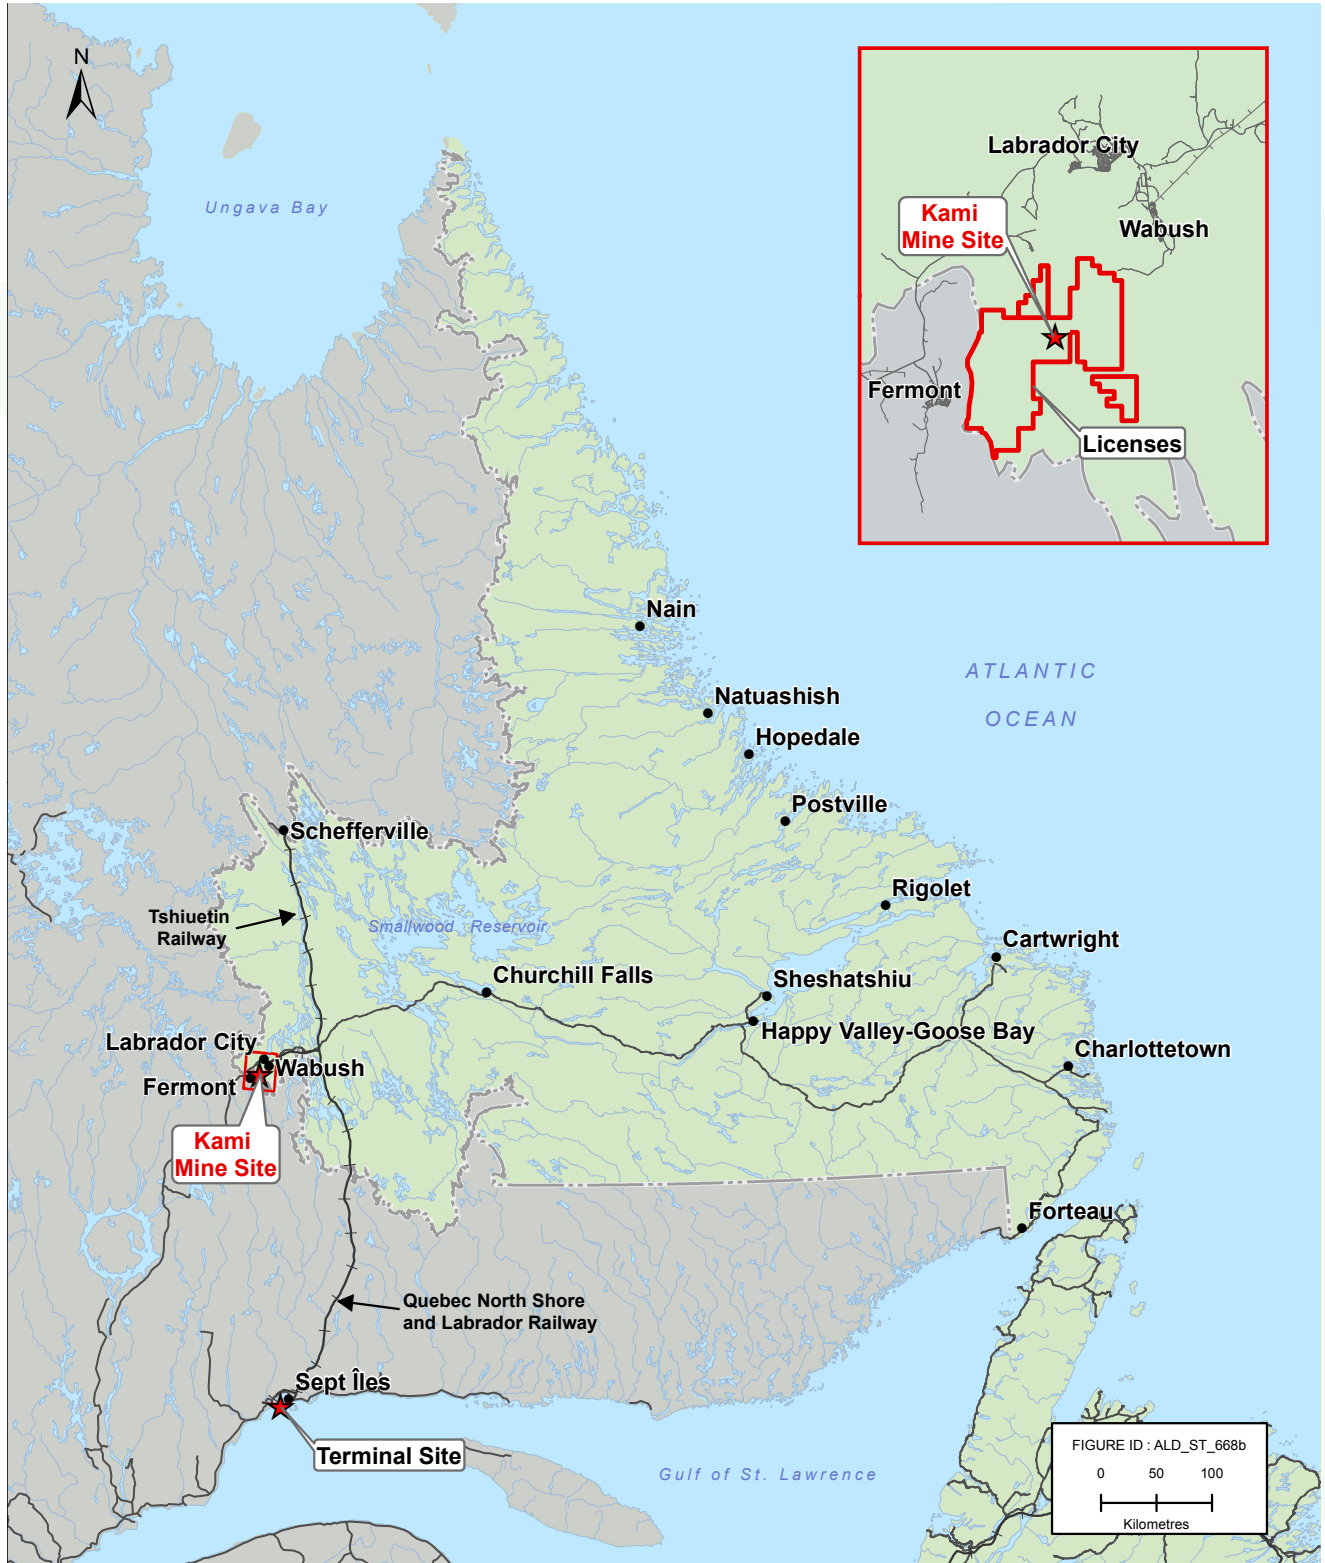 N
Ungava Bay
Labrador City
Kami
Mine Site
Wabush
Fermont
Licenses
Nain
ATLANTIC
OCEAN
Natuashish
Hopedale
Postville
Schefferville
Rigolet
Tshiuetin
Railway
Smallwood Reservoir
Cartwright
Churchill Falls
Sheshatshiu
Happy Valley-Goose Bay
Labrador City
Charlottetown
Wabush
Fermont
Kami
Mine Site
Forteau
Quebec North Shore
and Labrador Railway
Sept Îles
Terminal Site
Gulf of St. Lawrence
FIGURE ID : ALD_ST_668b
0 50 100
Kilometres